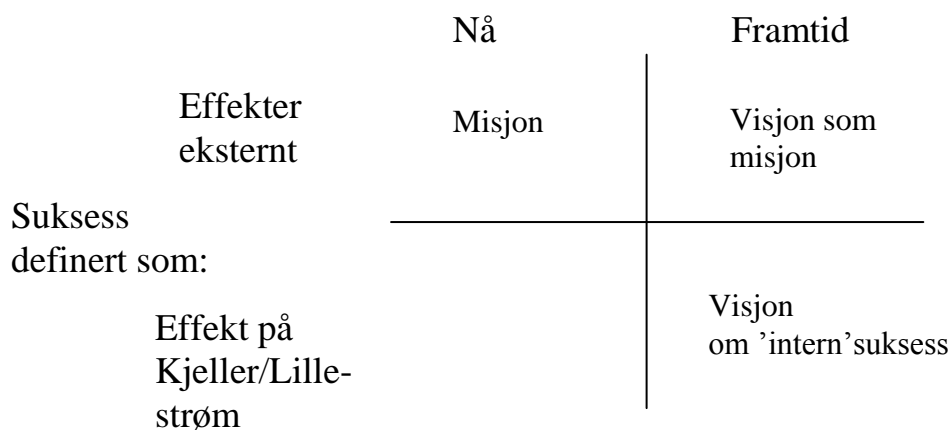 Nå
Framtid
Effekter
eksternt
Misjon
Visjon som
misjon
Suksess
definert som:
Effekt på
Kjeller/Lille-
strøm
Visjon
om ’intern’suksess